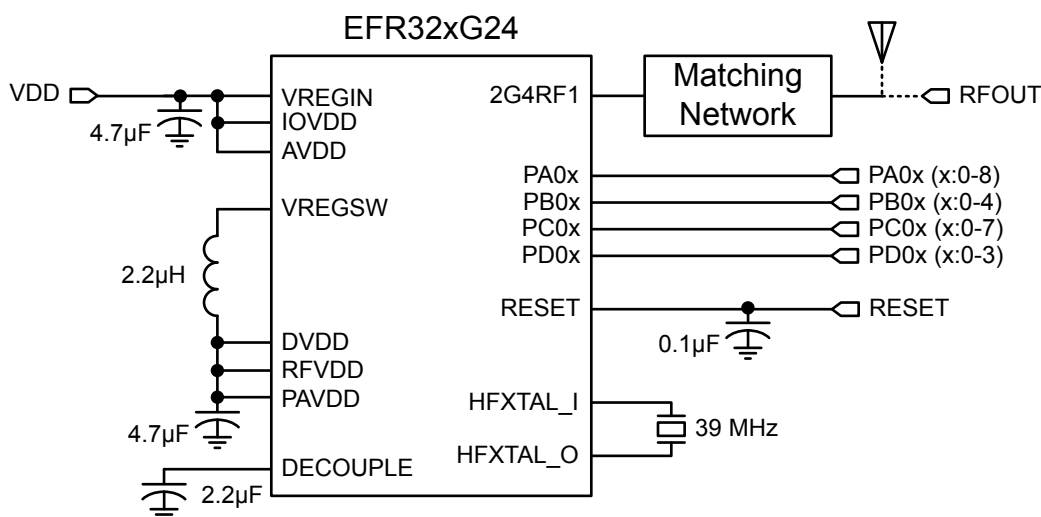 EFR32xG24
VDD
4.7µF
VREGIN
IOVDD
AVDD
VREGSW
2.2µH
DVDD
RFVDD
PAVDD
4.7µF
DECOUPLE
2.2µF
2G4RF1
Matching
Network
RFOUT
PA0x
PA0x (x:0-8)
PB0x
PB0x (x:0-4)
PC0x
PC0x (x:0-7)
PD0x
PD0x (x:0-3)
RESET
RESET
0.1µF
HFXTAL_I
39 MHz
HFXTAL_O